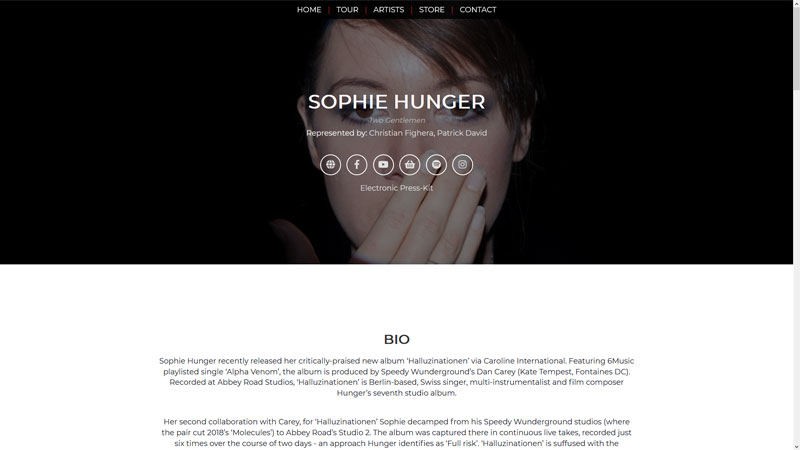 HOME | TOUR | ARTISTS | STORE | CONTACT
SOPHIE HUNGER
Two Gentlemen
Represented by: Christian Fighera, Patrick David
Electronic Press-Kit
BIO
Sophie Hunger recently released her critically-praised new album ‘Halluzinationen’ via Caroline International. Featuring 6Music
playlisted single ‘Alpha Venom’, the album is produced by Speedy Wunderground’s Dan Carey (Kate Tempest, Fontaines DC).
Recorded at Abbey Road Studios, ‘Halluzinationen’ is Berlin-based, Swiss singer, multi-instrumentalist and film composer
Hunger’s seventh studio album.
Her second collaboration with Carey, for ‘Halluzinationen’ Sophie decamped from his Speedy Wunderground studios (where
the pair cut 2018’s ‘Molecules’) to Abbey Road’s Studio 2. The album was captured there in continuous live takes, recorded just
six times over the course of two days - an approach Hunger identifies as ‘Full risk’. ‘Halluzinationen’ is suffused with the